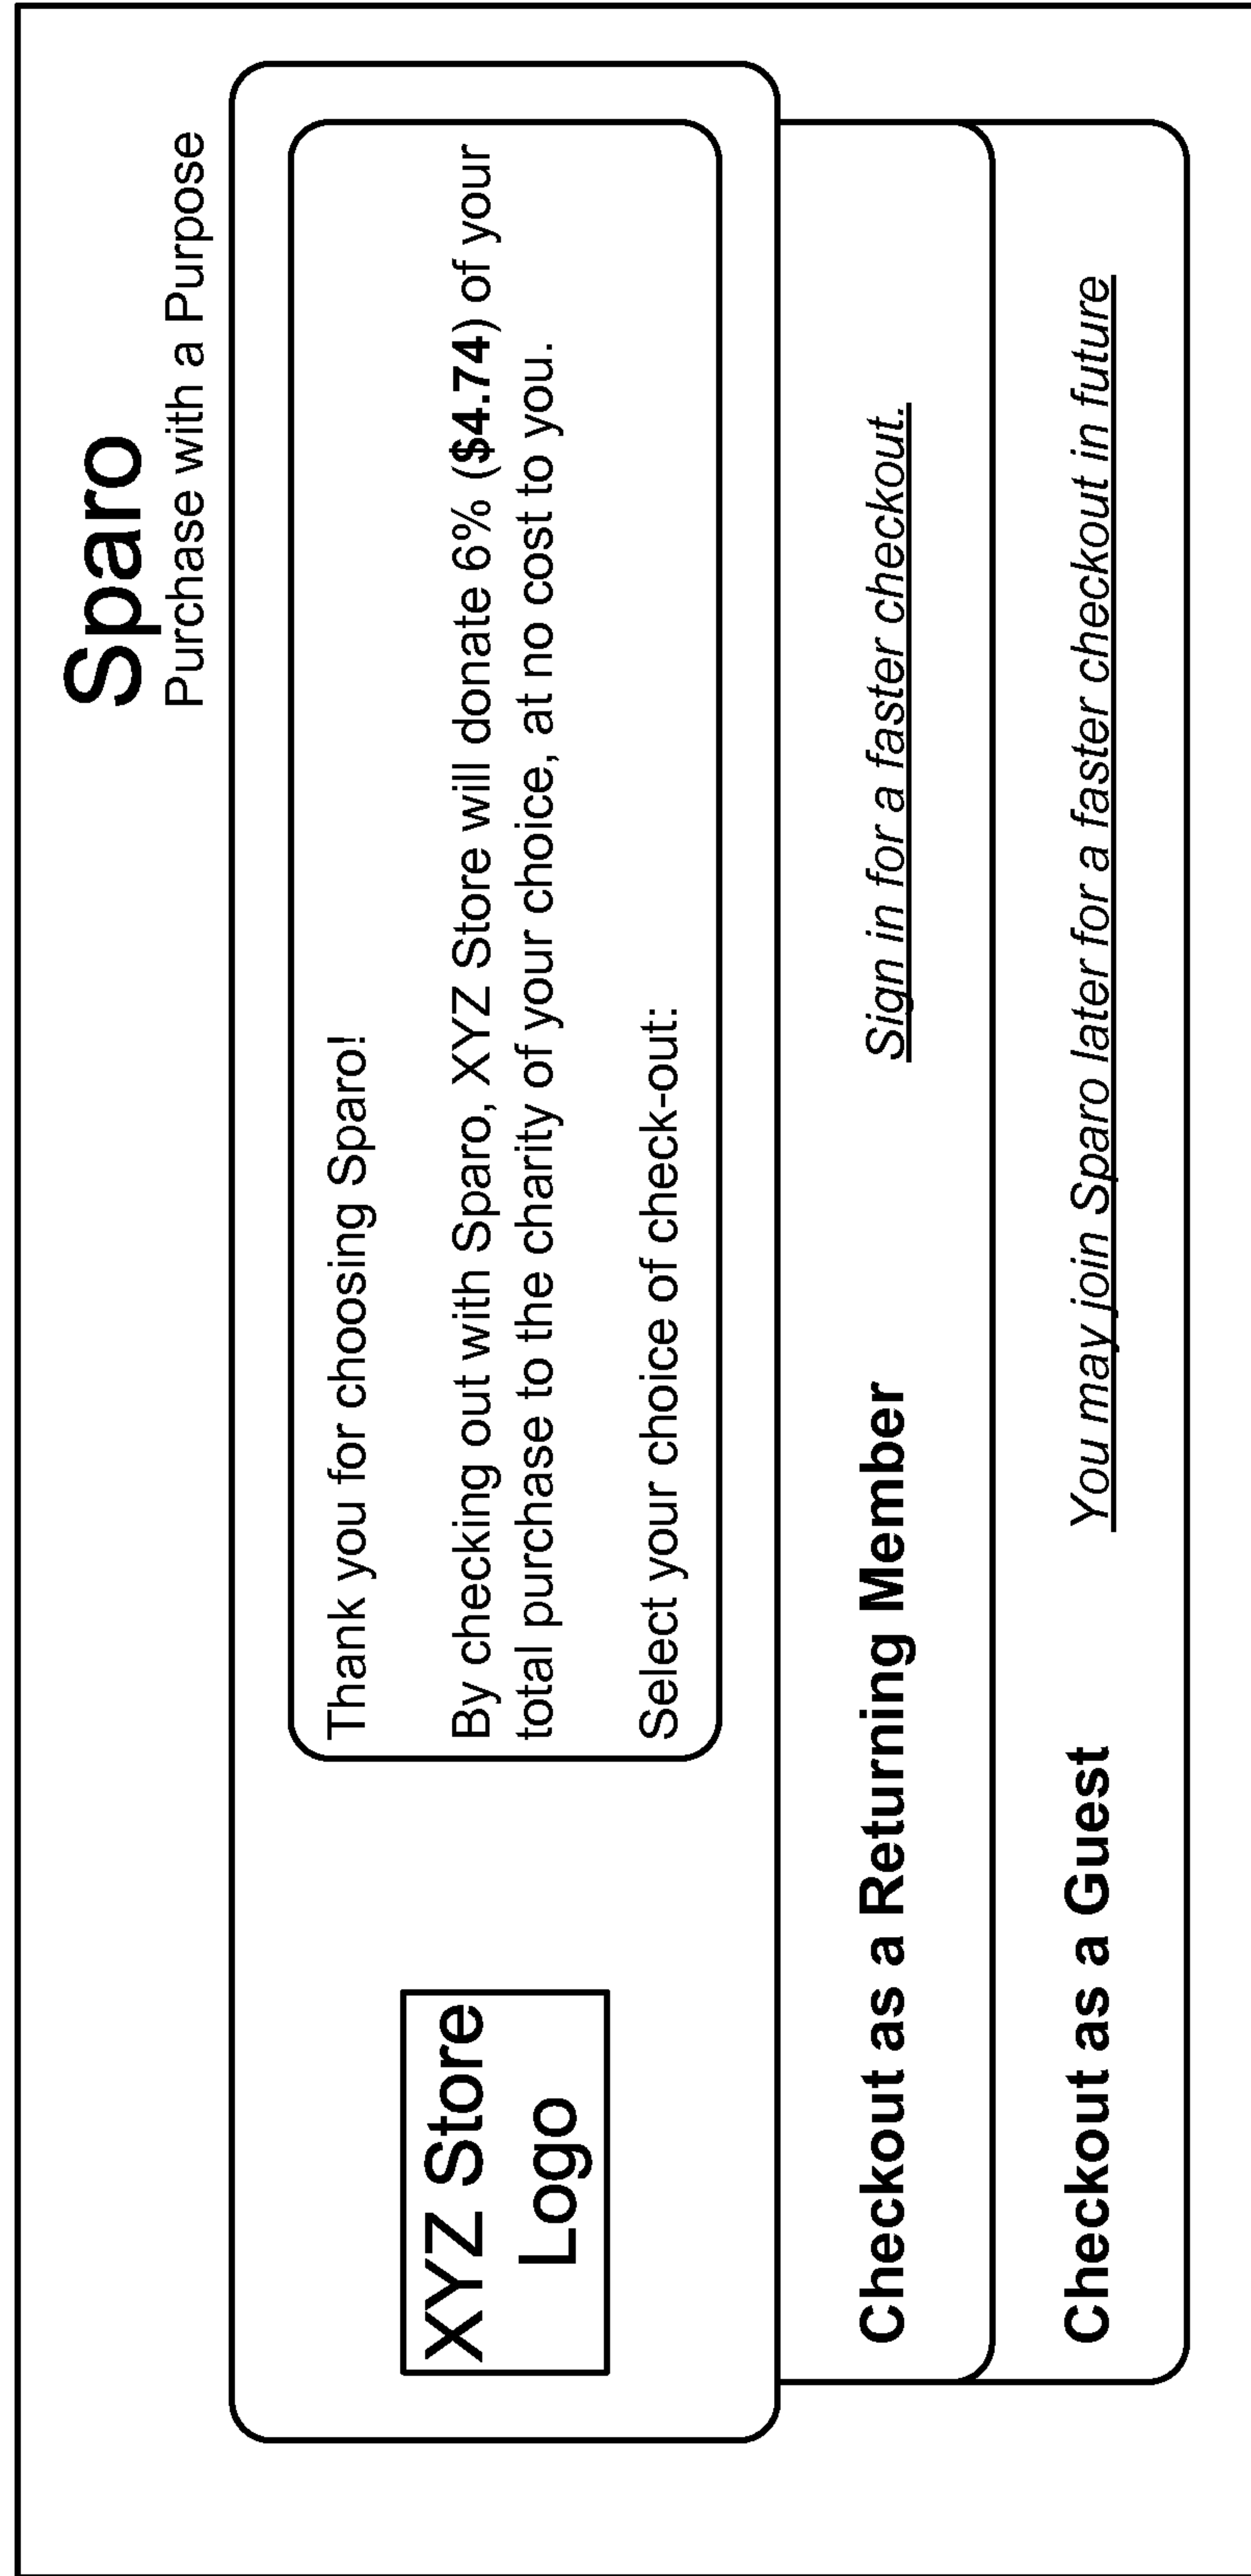 Sparo
Purchase with a Purpose
XYZ Store
Logo
Thank you for choosing Sparo!
By checking out with Sparo, XYZ Store will donate 6% ($4.74) of your
total purchase to the charity of your choice, at no cost to you.
Select your choice of check-out:
Checkout as a Returning Member
Sign in for a faster checkout.
Checkout as a Guest
You may join Sparo later for a faster checkout in future